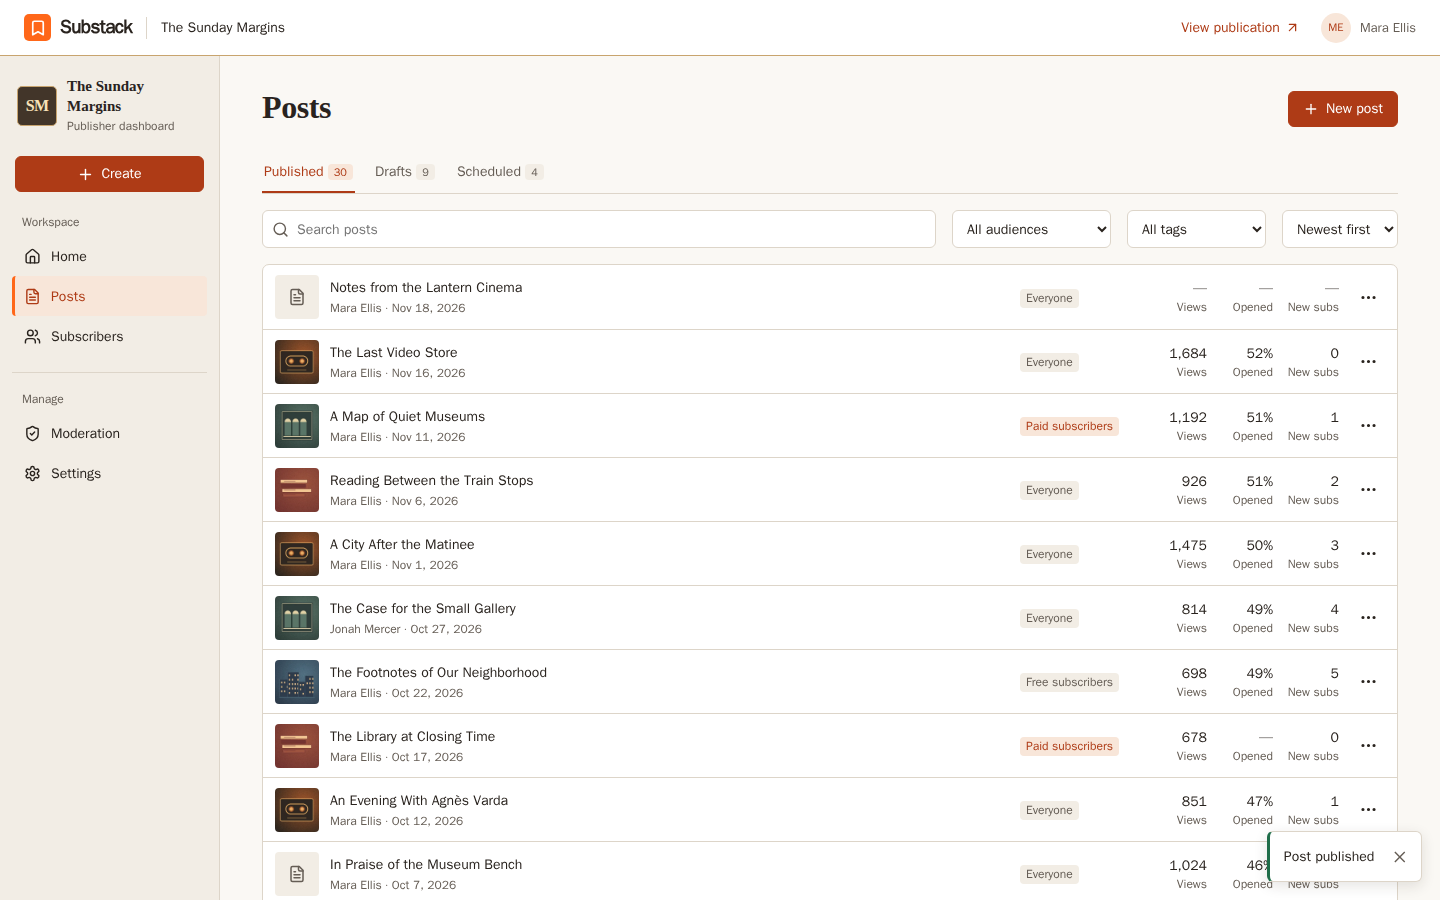 Substack
The Sunday Margins
View publication
ME
Mara Ellis
SM
The Sunday
Margins
Publisher dashboard
Create
Workspace
Home
Posts
Subscribers
Manage
Moderation
Settings
Posts
New post
Published 30
Drafts 9
Scheduled 4
Search posts
All audiences
All tags
Newest first
Notes from the Lantern Cinema
Mara Ellis · Nov 18, 2026
Everyone
— Views
— Opened
— New subs
The Last Video Store
Mara Ellis · Nov 16, 2026
Everyone
1,684 Views
52% Opened
0 New subs
A Map of Quiet Museums
Mara Ellis · Nov 11, 2026
Paid subscribers
1,192 Views
51% Opened
1 New subs
Reading Between the Train Stops
Mara Ellis · Nov 6, 2026
Everyone
926 Views
51% Opened
2 New subs
A City After the Matinee
Mara Ellis · Nov 1, 2026
Everyone
1,475 Views
50% Opened
3 New subs
The Case for the Small Gallery
Jonah Mercer · Oct 27, 2026
Everyone
814 Views
49% Opened
4 New subs
The Footnotes of Our Neighborhood
Mara Ellis · Oct 22, 2026
Free subscribers
698 Views
49% Opened
5 New subs
The Library at Closing Time
Mara Ellis · Oct 17, 2026
Paid subscribers
678 Views
— Opened
0 New subs
An Evening With Agnès Varda
Mara Ellis · Oct 12, 2026
Everyone
851 Views
47% Opened
1 New subs
In Praise of the Museum Bench
Mara Ellis · Oct 7, 2026
Everyone
1,024 Views
46% Opened
New subs
Post published